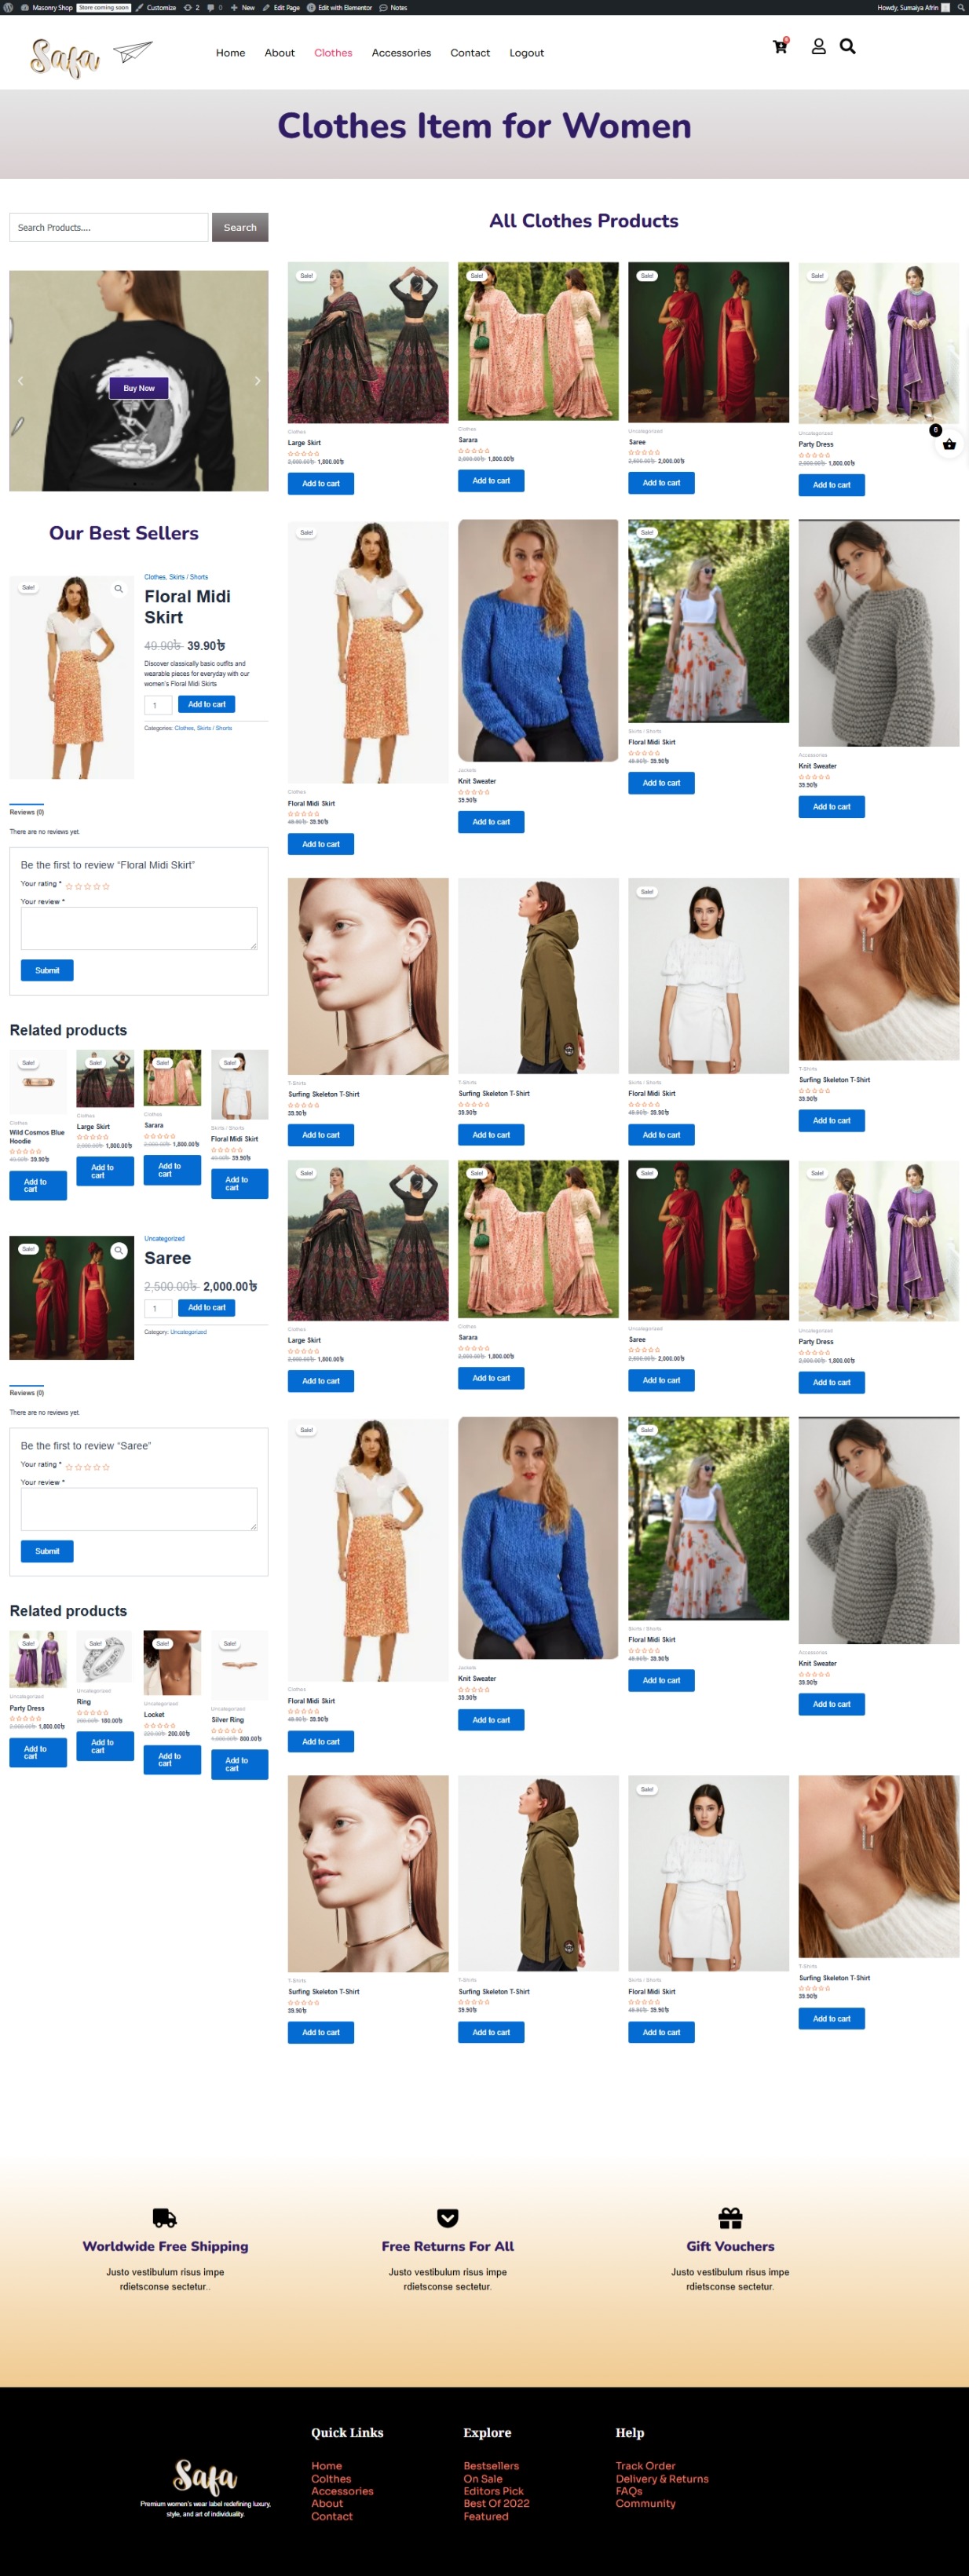 Masonry Shop Store coming soon Customize 2 0 New Edit Page Edit with Elementor Notes Howdy, Sumaiya Afrin
Safa
Home About Clothes Accessories Contact Logout
Clothes Item for Women
Search Products....
Search
Buy Now
Our Best Sellers
Sale!
Clothes, Skirts / Shorts
Floral Midi
Skirt
49.90৳ 39.90৳
Discover classically basic outfits and
wearable pieces for everyday with our
women's Floral Midi Skirts
1 Add to cart
Categories: Clothes, Skirts / Shorts
Reviews (0)
There are no reviews yet.
Be the first to review “Floral Midi Skirt”
Your rating *
Your review *
Submit
Related products
Sale! Sale! Sale! Sale!
Clothes
Wild Cosmos Blue
Hoodie
49.90৳ 39.90৳
Add to
cart
Clothes
Large Skirt
2,000.00৳ 1,800.00৳
Add to
cart
Clothes
Sarara
2,000.00৳ 1,800.00৳
Add to
cart
Skirts / Shorts
Floral Midi Skirt
49.90৳ 39.90৳
Add to
cart
Sale!
Uncategorized
Saree
2,500.00৳ 2,000.00৳
1 Add to cart
Category: Uncategorized
Reviews (0)
There are no reviews yet.
Be the first to review “Saree”
Your rating *
Your review *
Submit
Related products
Sale! Sale! Sale! Sale!
Uncategorized
Party Dress
2,000.00৳ 1,800.00৳
Add to
cart
Uncategorized
Ring
180.00৳
Add to
cart
Uncategorized
Locket
200.00৳
Add to
cart
Uncategorized
Silver Ring
1,000.00৳ 800.00৳
Add to
cart
All Clothes Products
Sale! Sale! Sale! Sale!
Clothes
Large Skirt
2,000.00৳ 1,800.00৳
Add to cart
Clothes
Sarara
2,000.00৳ 1,800.00৳
Add to cart
Uncategorized
Saree
2,500.00৳ 2,000.00৳
Add to cart
Uncategorized
Party Dress
2,000.00৳ 1,800.00৳
Add to cart
6
Sale! Sale!
Clothes
Floral Midi Skirt
49.90৳ 39.90৳
Add to cart
Jackets
Knit Sweater
39.90৳
Add to cart
Skirts / Shorts
Floral Midi Skirt
49.90৳ 39.90৳
Add to cart
Accessories
Knit Sweater
39.90৳
Add to cart
Sale!
T-Shirts
Surfing Skeleton T-Shirt
39.90৳
Add to cart
T-Shirts
Surfing Skeleton T-Shirt
39.90৳
Add to cart
Skirts / Shorts
Floral Midi Skirt
49.90৳ 39.90৳
Add to cart
T-Shirts
Surfing Skeleton T-Shirt
39.90৳
Add to cart
Sale! Sale! Sale! Sale!
Clothes
Large Skirt
2,000.00৳ 1,800.00৳
Add to cart
Clothes
Sarara
2,000.00৳ 1,800.00৳
Add to cart
Uncategorized
Saree
2,500.00৳ 2,000.00৳
Add to cart
Uncategorized
Party Dress
2,000.00৳ 1,800.00৳
Add to cart
Sale! Sale!
Clothes
Floral Midi Skirt
49.90৳ 39.90৳
Add to cart
Jackets
Knit Sweater
39.90৳
Add to cart
Skirts / Shorts
Floral Midi Skirt
49.90৳ 39.90৳
Add to cart
Accessories
Knit Sweater
39.90৳
Add to cart
Sale!
T-Shirts
Surfing Skeleton T-Shirt
39.90৳
Add to cart
T-Shirts
Surfing Skeleton T-Shirt
39.90৳
Add to cart
Skirts / Shorts
Floral Midi Skirt
49.90৳ 39.90৳
Add to cart
T-Shirts
Surfing Skeleton T-Shirt
39.90৳
Add to cart
Worldwide Free Shipping
Justo vestibulum risus impe
rdietsconse sectetur..
Free Returns For All
Justo vestibulum risus impe
rdietsconse sectetur.
Gift Vouchers
Justo vestibulum risus impe
rdietsconse sectetur.
Safa
Premium women's wear label redefining luxury,
style, and art of individuality.
Quick Links
Home
Colthes
Accessories
About
Contact
Explore
Bestsellers
On Sale
Editors Pick
Best Of 2022
Featured
Help
Track Order
Delivery & Returns
FAQs
Community